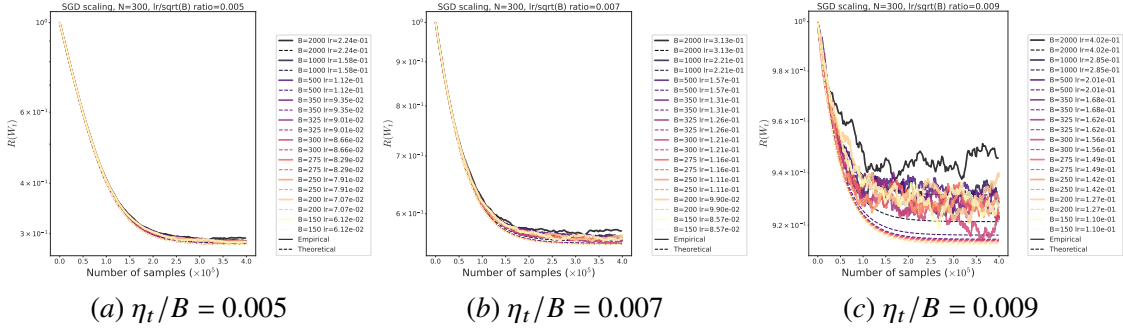 SGD scaling, N=300, lr/sqrt(B) ratio=0.005
10⁰
6 × 10⁻¹
4 × 10⁻¹
3 × 10⁻¹
R(W_t)
0.0 0.5 1.0 1.5 2.0 2.5 3.0 3.5 4.0
Number of samples (×10⁵)
B=2000 lr=2.24e-01
B=2000 lr=2.24e-01
B=1000 lr=1.58e-01
B=1000 lr=1.58e-01
B=500 lr=1.12e-01
B=500 lr=1.12e-01
B=350 lr=9.35e-02
B=350 lr=9.35e-02
B=325 lr=9.01e-02
B=325 lr=9.01e-02
B=300 lr=8.66e-02
B=300 lr=8.66e-02
B=275 lr=8.29e-02
B=275 lr=8.29e-02
B=250 lr=7.91e-02
B=250 lr=7.91e-02
B=200 lr=7.07e-02
B=200 lr=7.07e-02
B=150 lr=6.12e-02
B=150 lr=6.12e-02
Empirical
Theoretical
(a) η_t/B = 0.005
SGD scaling, N=300, lr/sqrt(B) ratio=0.007
10⁰
9 × 10⁻¹
8 × 10⁻¹
7 × 10⁻¹
6 × 10⁻¹
R(W_t)
0.0 0.5 1.0 1.5 2.0 2.5 3.0 3.5 4.0
Number of samples (×10⁵)
B=2000 lr=3.13e-01
B=2000 lr=3.13e-01
B=1000 lr=2.21e-01
B=1000 lr=2.21e-01
B=500 lr=1.57e-01
B=500 lr=1.57e-01
B=350 lr=1.31e-01
B=350 lr=1.31e-01
B=325 lr=1.26e-01
B=325 lr=1.26e-01
B=300 lr=1.21e-01
B=300 lr=1.21e-01
B=275 lr=1.16e-01
B=275 lr=1.16e-01
B=250 lr=1.11e-01
B=250 lr=1.11e-01
B=200 lr=9.90e-02
B=200 lr=9.90e-02
B=150 lr=8.57e-02
B=150 lr=8.57e-02
Empirical
Theoretical
(b) η_t/B = 0.007
SGD scaling, N=300, lr/sqrt(B) ratio=0.009
10⁰
9.8 × 10⁻¹
9.6 × 10⁻¹
9.4 × 10⁻¹
9.2 × 10⁻¹
R(W_t)
0.0 0.5 1.0 1.5 2.0 2.5 3.0 3.5 4.0
Number of samples (×10⁵)
B=2000 lr=4.02e-01
B=2000 lr=4.02e-01
B=1000 lr=2.85e-01
B=1000 lr=2.85e-01
B=500 lr=2.01e-01
B=500 lr=2.01e-01
B=350 lr=1.68e-01
B=350 lr=1.68e-01
B=325 lr=1.62e-01
B=325 lr=1.62e-01
B=300 lr=1.56e-01
B=300 lr=1.56e-01
B=275 lr=1.49e-01
B=275 lr=1.49e-01
B=250 lr=1.42e-01
B=250 lr=1.42e-01
B=200 lr=1.27e-01
B=200 lr=1.27e-01
B=150 lr=1.10e-01
B=150 lr=1.10e-01
Empirical
Theoretical
(c) η_t/B = 0.009